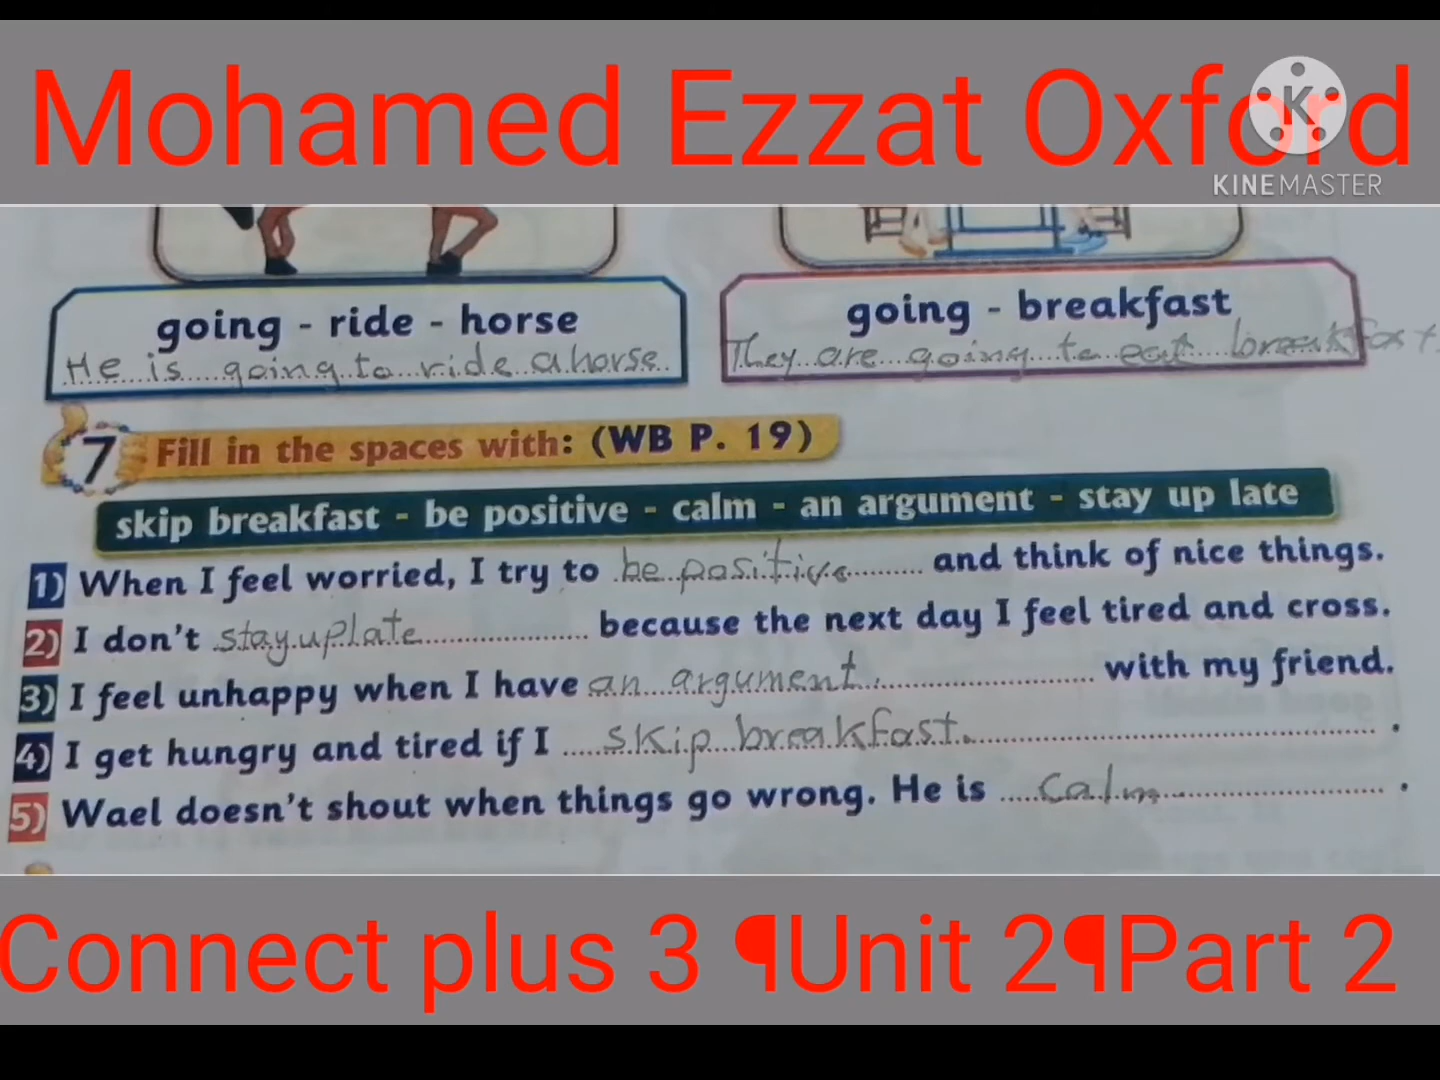 Mohamed Ezzat Oxford
KINEMASTER
going - ride - horse
He is going to ride a horse.
going - breakfast
They are going to eat breakfast.
7 Fill in the spaces with: (WB P. 19)
skip breakfast - be positive - calm - an argument - stay up late
1) When I feel worried, I try to be positive and think of nice things.
2) I don't stay up late because the next day I feel tired and cross.
3) I feel unhappy when I have an argument with my friend.
4) I get hungry and tired if I skip breakfast.
5) Wael doesn't shout when things go wrong. He is calm.
Connect plus 3 ¶Unit 2¶Part 2